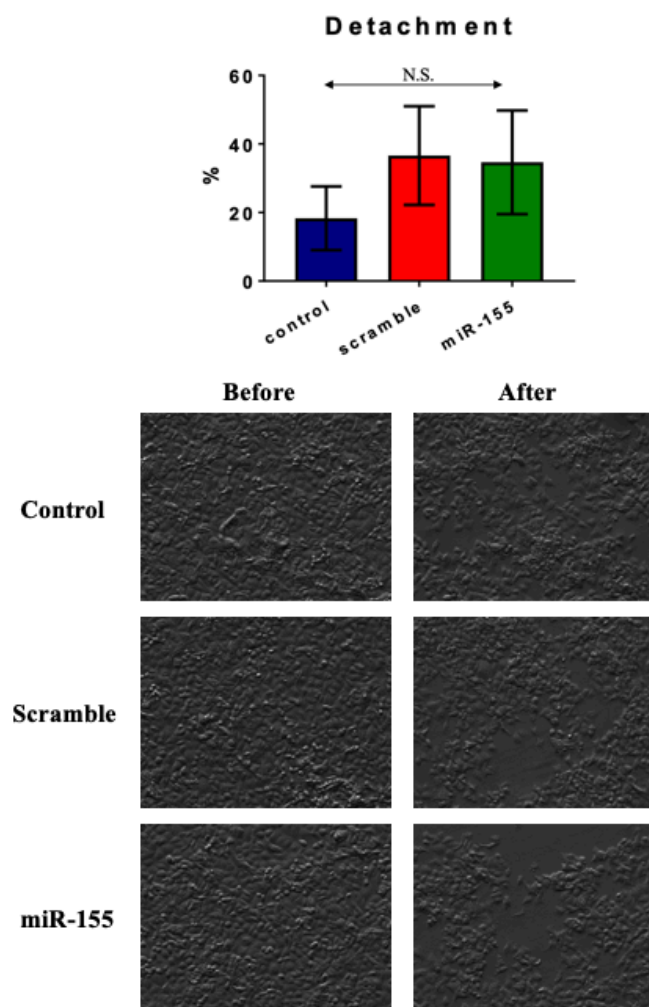 Detachment
N.S.
60
40
20
0
%
control
scramble
miR-155
Before After
Control
Scramble
miR-155